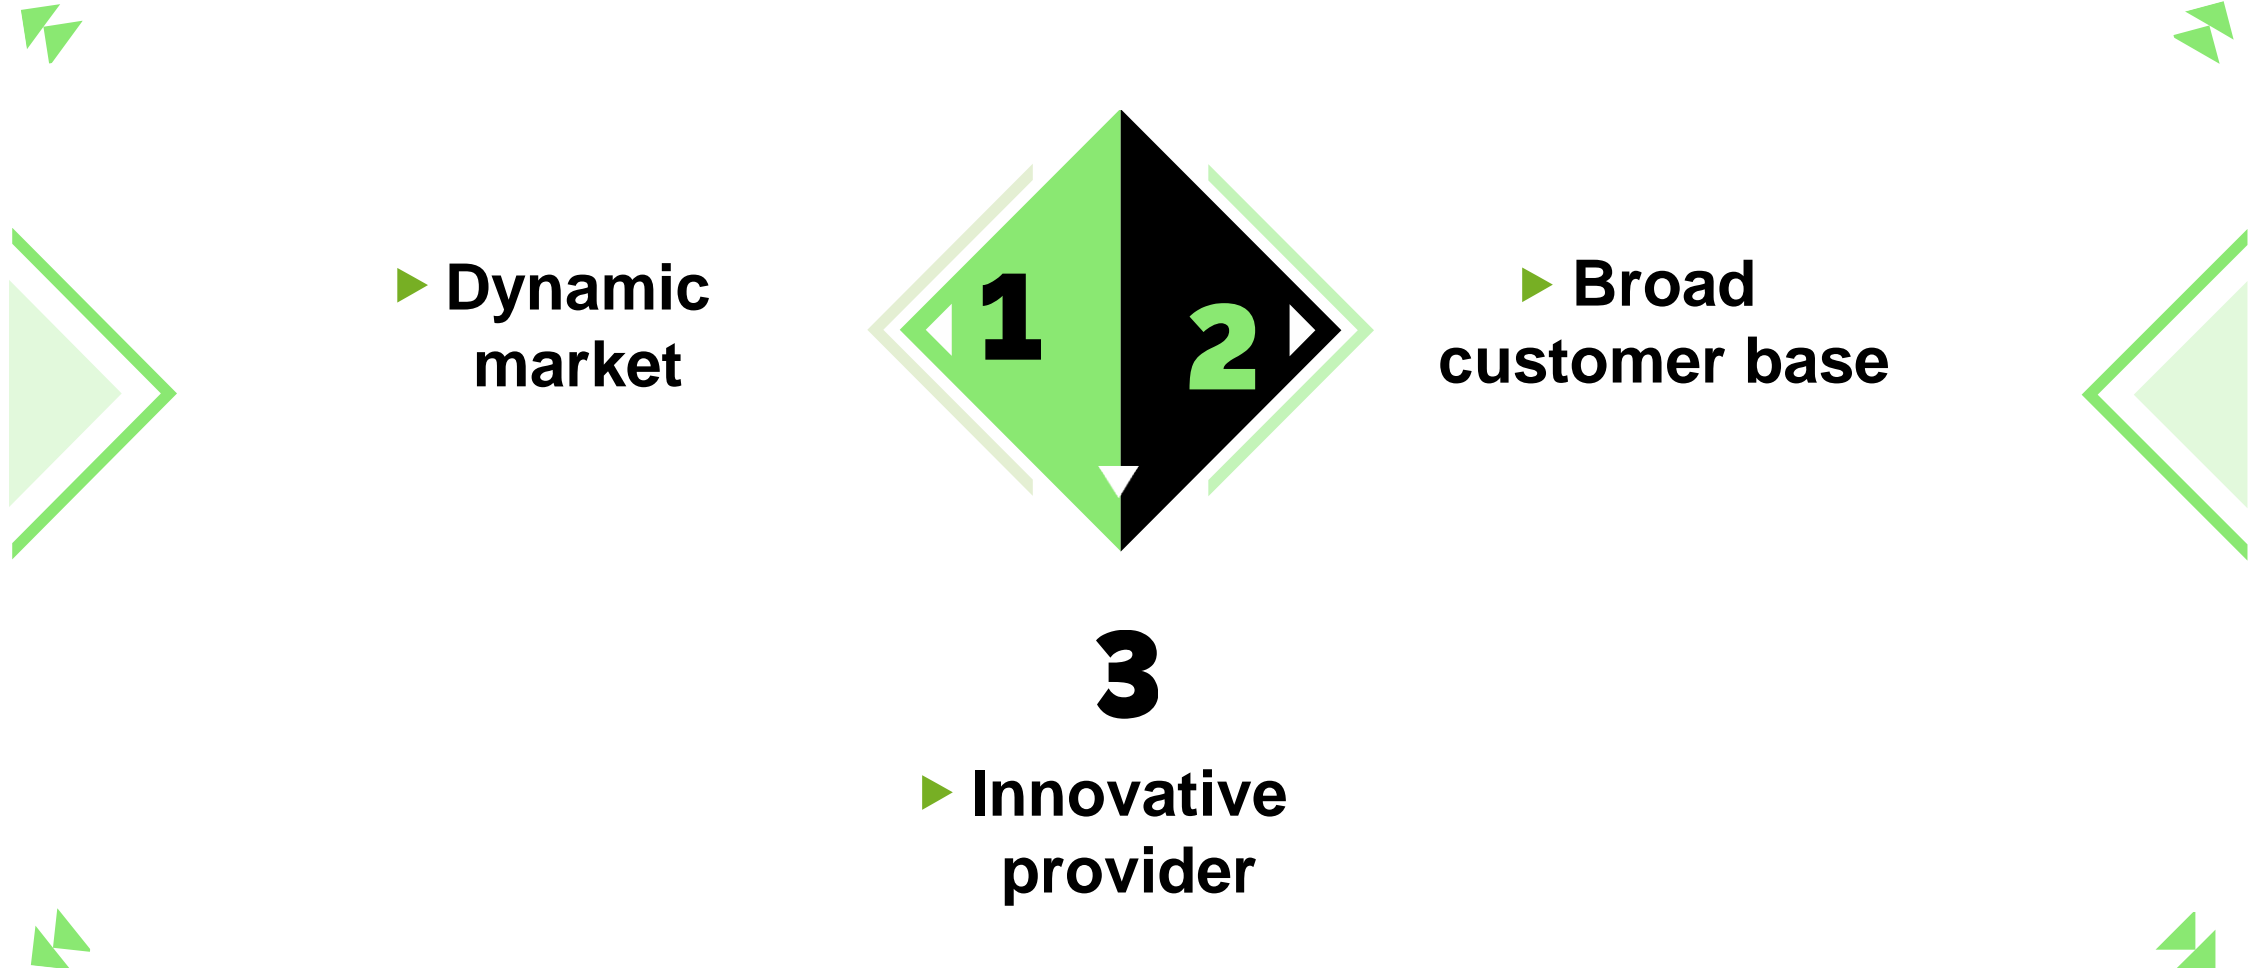 Dynamic
market
1
2
Broad
customer base
3
Innovative
provider